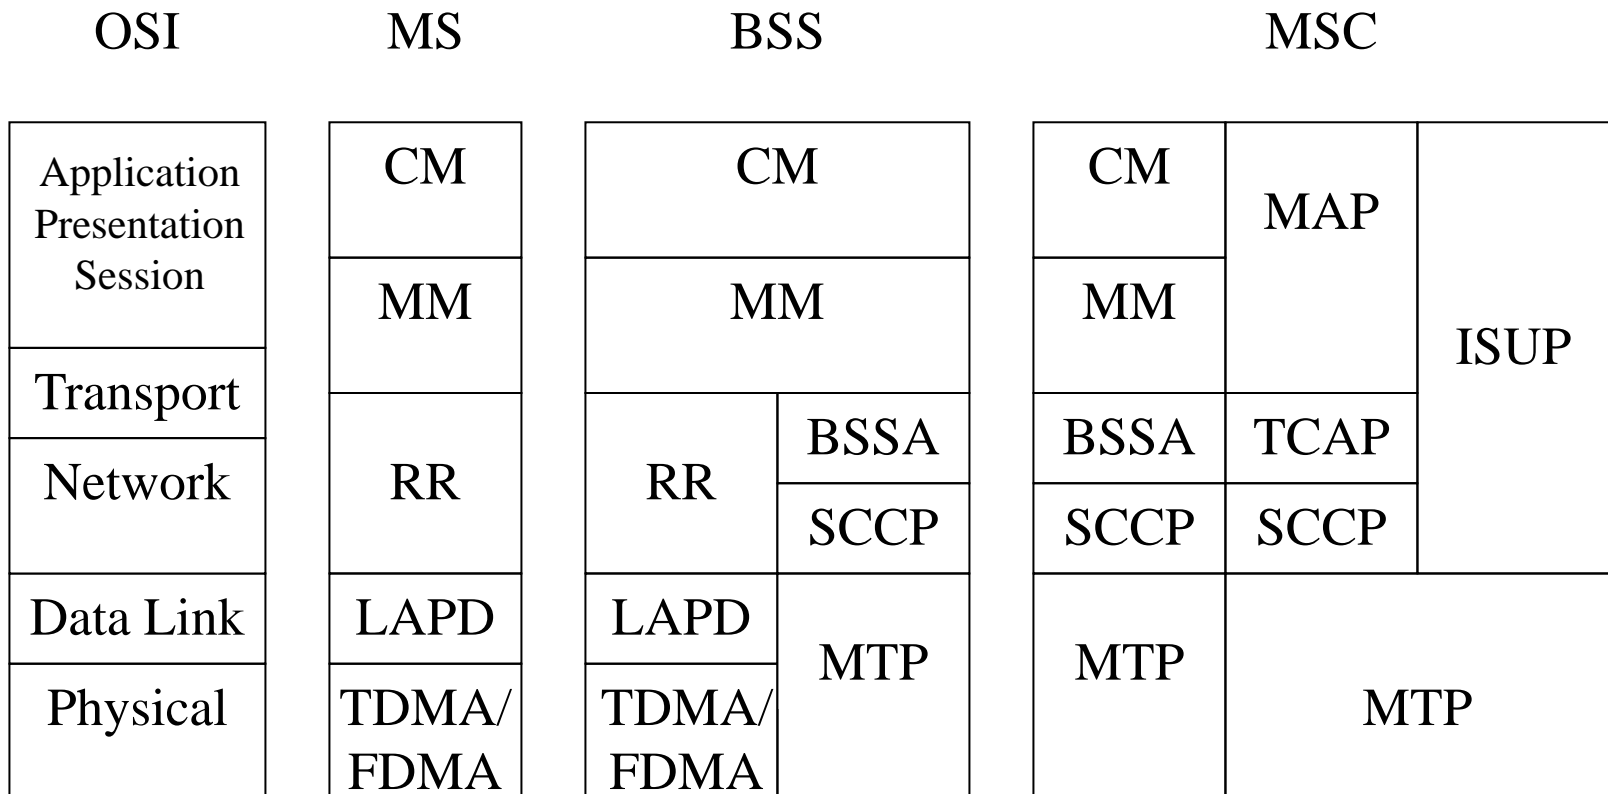 OSI MS BSS MSC
Application
Presentation
Session
Transport
Network
Data Link
Physical
CM
MM
RR
LAPD
TDMA/
FDMA
CM
MM
RR
BSSA
SCCP
LAPD
MTP
TDMA/
FDMA
CM
MM
BSSA
SCCP
MTP
MAP
TCAP
SCCP
ISUP
MTP